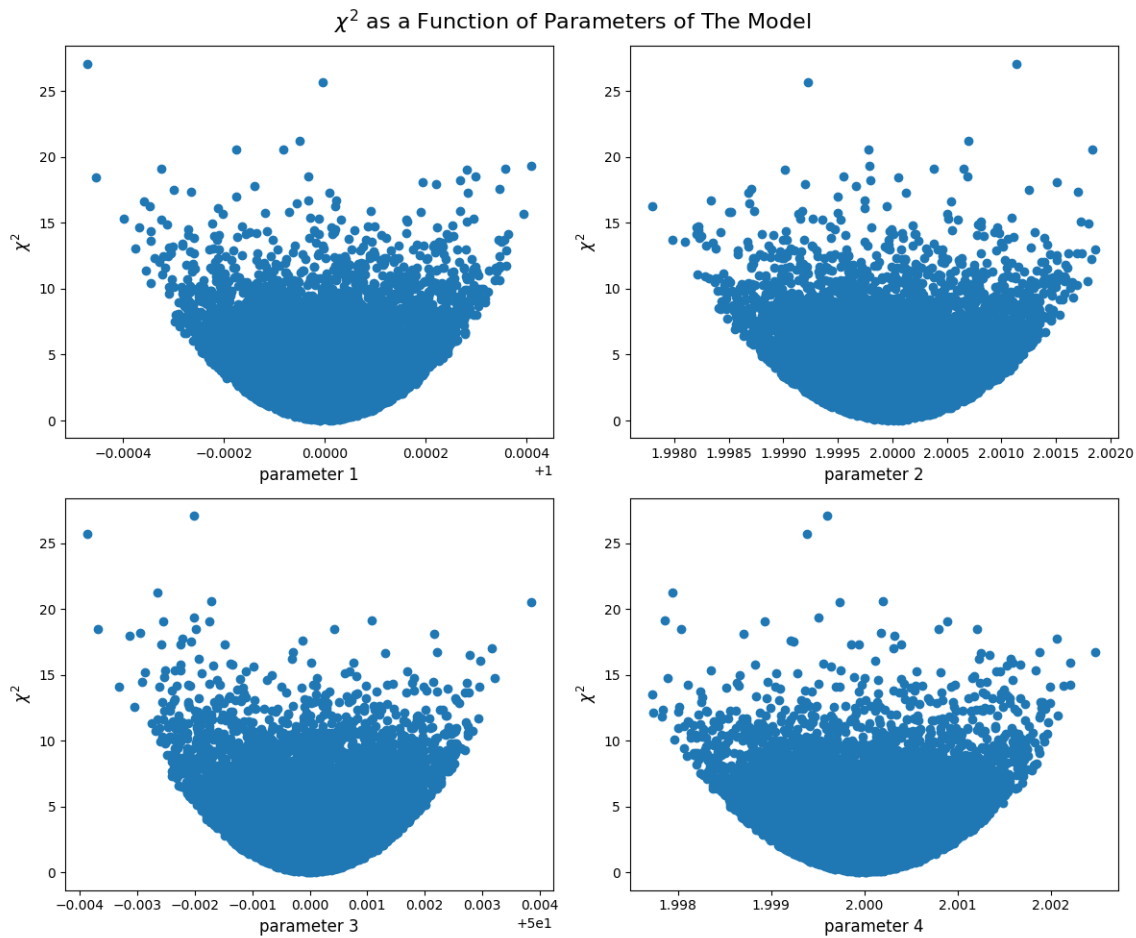 χ² as a Function of Parameters of The Model
25
20
15
10
5
0
χ²
−0.0004 −0.0002 0.0000 0.0002 0.0004
+1
parameter 1
25
20
15
10
5
0
χ²
1.9980 1.9985 1.9990 1.9995 2.0000 2.0005 2.0010 2.0015 2.0020
parameter 2
25
20
15
10
5
0
χ²
−0.004 −0.003 −0.002 −0.001 0.000 0.001 0.002 0.003 0.004
+5e1
parameter 3
25
20
15
10
5
0
χ²
1.998 1.999 2.000 2.001 2.002
parameter 4